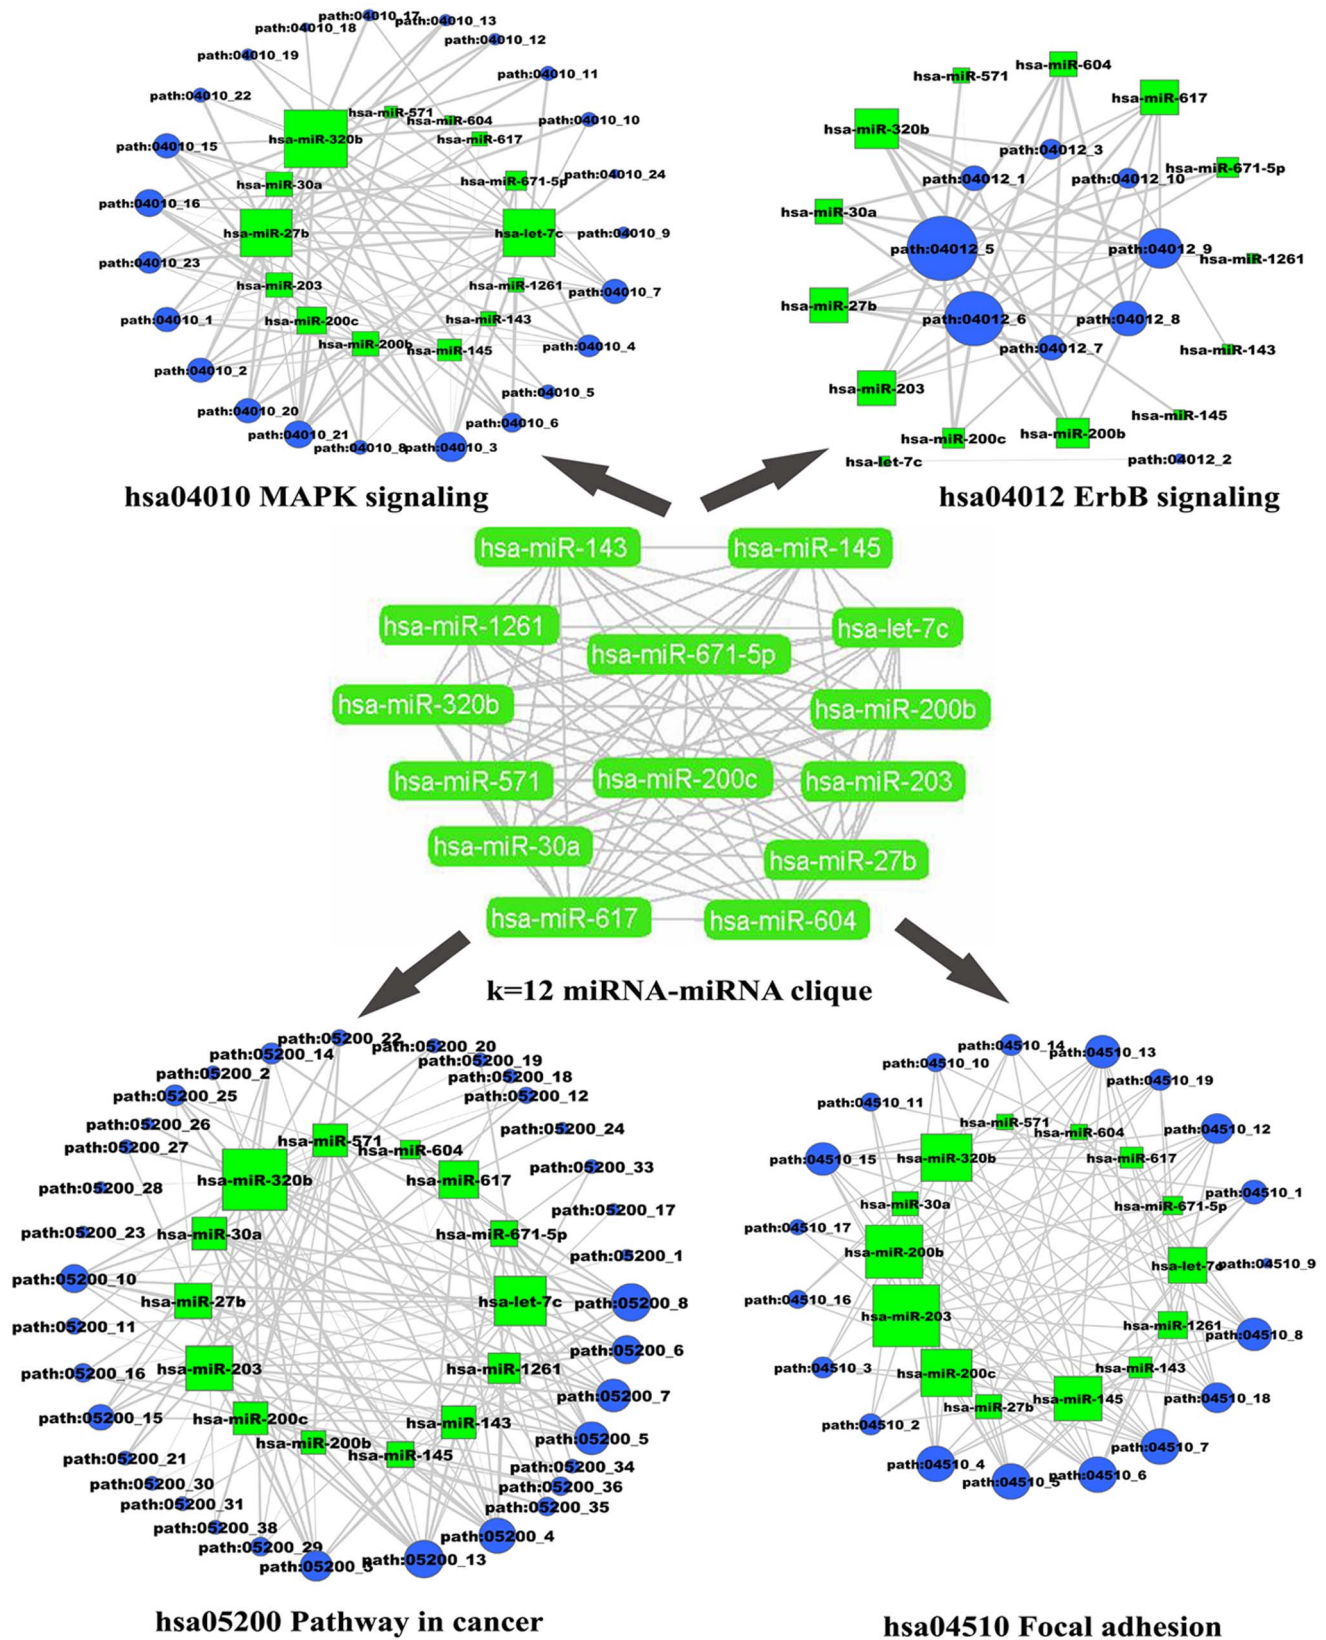 path:04010_17
path:04010_13
path:04010_18
path:04010_12
path:04010_19
path:04010_11
path:04010_22
hsa-miR-571
hsa-miR-604
path:04010_10
hsa-miR-320b
hsa-miR-617
path:04010_15
hsa-miR-30a
hsa-miR-671-5p
path:04010_24
path:04010_16
hsa-miR-27b
hsa-let-7c
path:04010_9
path:04010_23
hsa-miR-203
hsa-miR-1261
path:04010_7
path:04010_1
hsa-miR-200c
hsa-miR-143
hsa-miR-200b
hsa-miR-145
path:04010_4
path:04010_2
path:04010_5
path:04010_20
path:04010_6
path:04010_21
path:04010_8
path:04010_3
hsa04010 MAPK signaling
hsa-miR-571
hsa-miR-604
hsa-miR-617
hsa-miR-320b
path:04012_3
hsa-miR-671-5p
path:04012_1
path:04012_10
hsa-miR-30a
path:04012_5
path:04012_9
hsa-miR-1261
hsa-miR-27b
path:04012_6
path:04012_8
path:04012_7
hsa-miR-143
hsa-miR-203
hsa-miR-145
hsa-miR-200c
hsa-miR-200b
hsa-let-7c
path:04012_2
hsa04012 ErbB signaling
hsa-miR-143
hsa-miR-145
hsa-miR-1261
hsa-let-7c
hsa-miR-671-5p
hsa-miR-320b
hsa-miR-200b
hsa-miR-571
hsa-miR-200c
hsa-miR-203
hsa-miR-30a
hsa-miR-27b
hsa-miR-617
hsa-miR-604
k=12 miRNA-miRNA clique
path:05200_22
path:05200_20
path:05200_14
path:05200_19
path:05200_2
path:05200_18
path:05200_25
path:05200_12
path:05200_26
path:05200_24
path:05200_27
hsa-miR-571
hsa-miR-604
path:05200_33
path:05200_28
hsa-miR-320b
hsa-miR-617
path:05200_17
path:05200_23
hsa-miR-30a
hsa-miR-671-5p
path:05200_1
path:05200_10
hsa-miR-27b
hsa-let-7c
path:05200_8
path:05200_11
path:05200_6
path:05200_16
hsa-miR-203
hsa-miR-1261
path:05200_7
path:05200_15
hsa-miR-200c
hsa-miR-143
path:05200_5
hsa-miR-200b
hsa-miR-145
path:05200_21
path:05200_34
path:05200_30
path:05200_36
path:05200_31
path:05200_35
path:05200_38
path:05200_4
path:05200_29
path:05200_3
path:05200_13
hsa05200 Pathway in cancer
path:04510_14
path:04510_13
path:04510_10
path:04510_19
path:04510_11
hsa-miR-571
hsa-miR-604
path:04510_12
path:04510_15
hsa-miR-320b
hsa-miR-617
hsa-miR-30a
hsa-miR-671-5p
path:04510_1
path:04510_17
hsa-miR-200b
hsa-let-7c
path:04510_9
path:04510_16
hsa-miR-203
hsa-miR-1261
path:04510_8
path:04510_3
hsa-miR-200c
hsa-miR-143
hsa-miR-27b
hsa-miR-145
path:04510_18
path:04510_2
path:04510_7
path:04510_4
path:04510_5
path:04510_6
hsa04510 Focal adhesion